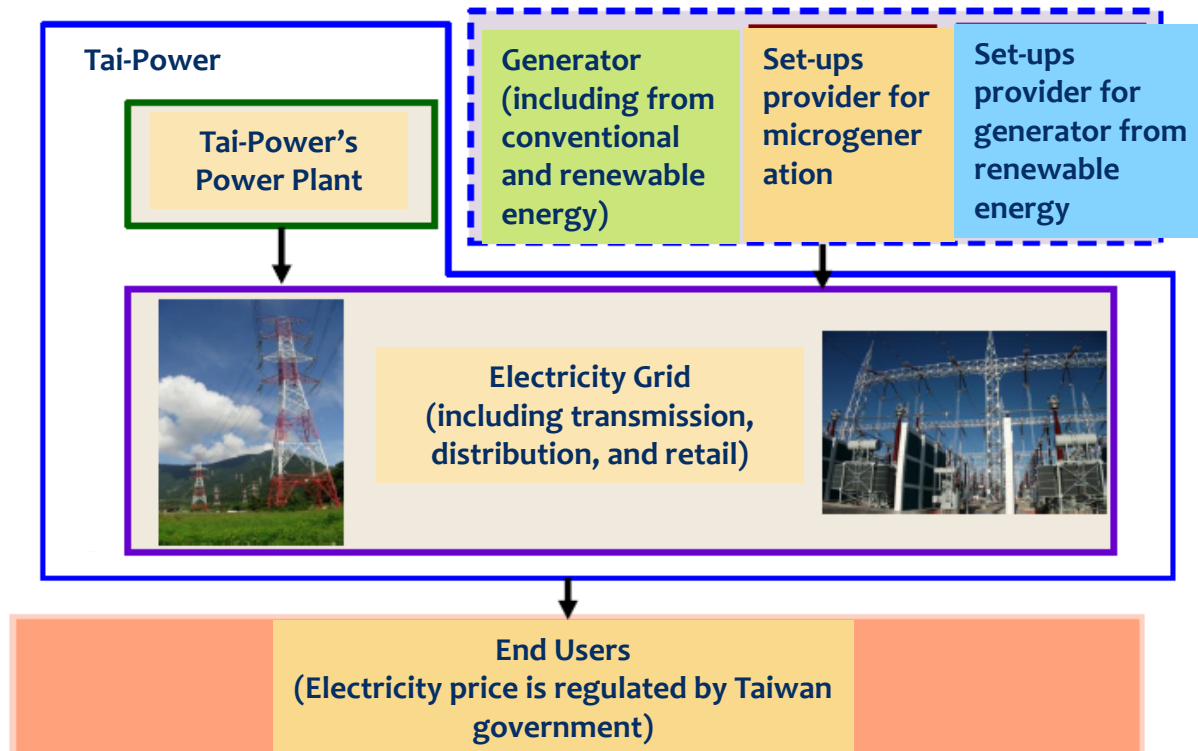 Tai-Power
Tai-Power’s
Power Plant
Generator
(including from
conventional
and renewable
energy)
Set-ups
provider for
microgener
ation
Set-ups
provider for
generator from
renewable
energy
Electricity Grid
(including transmission,
distribution, and retail)
End Users
(Electricity price is regulated by Taiwan
government)